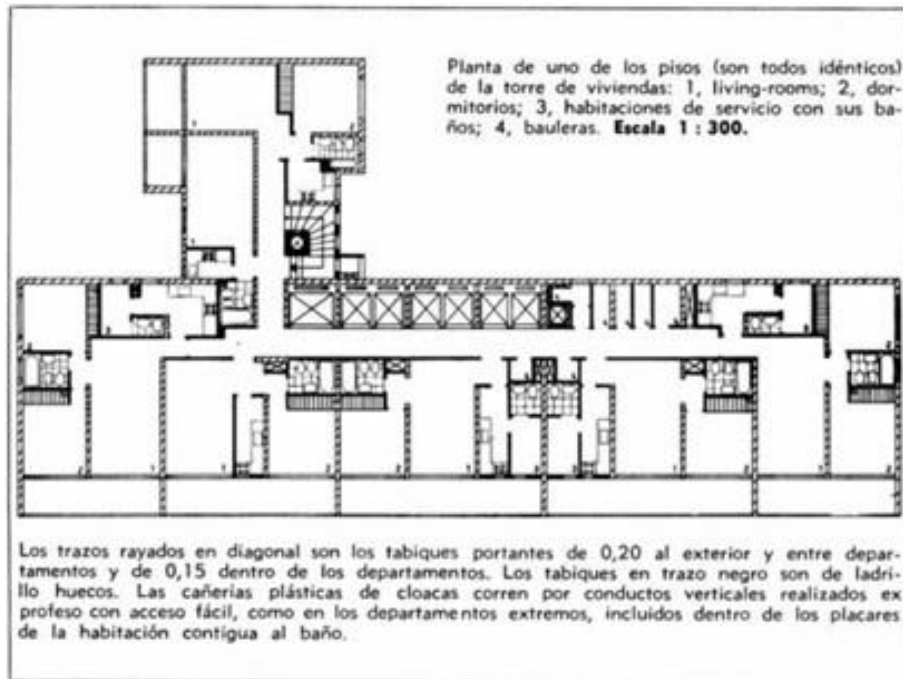 Planta de uno de los pisos (son todos idénticos)
de la torre de viviendas: 1, living-rooms; 2, dor-
mitorios; 3, habitaciones de servicio con sus ba-
ños; 4, bauleras. Escala 1 : 300.
Los trazos rayados en diagonal son los tabiques portantes de 0,20 al exterior y entre depar-
tamentos y de 0,15 dentro de los departamentos. Los tabiques en trazo negro son de ladri-
llo huecos. Las cañerías plásticas de cloacas corren por conductos verticales realizados ex
profeso con acceso fácil, como en los departamentos extremos, incluidos dentro de los placares
de la habitación contigua al baño.